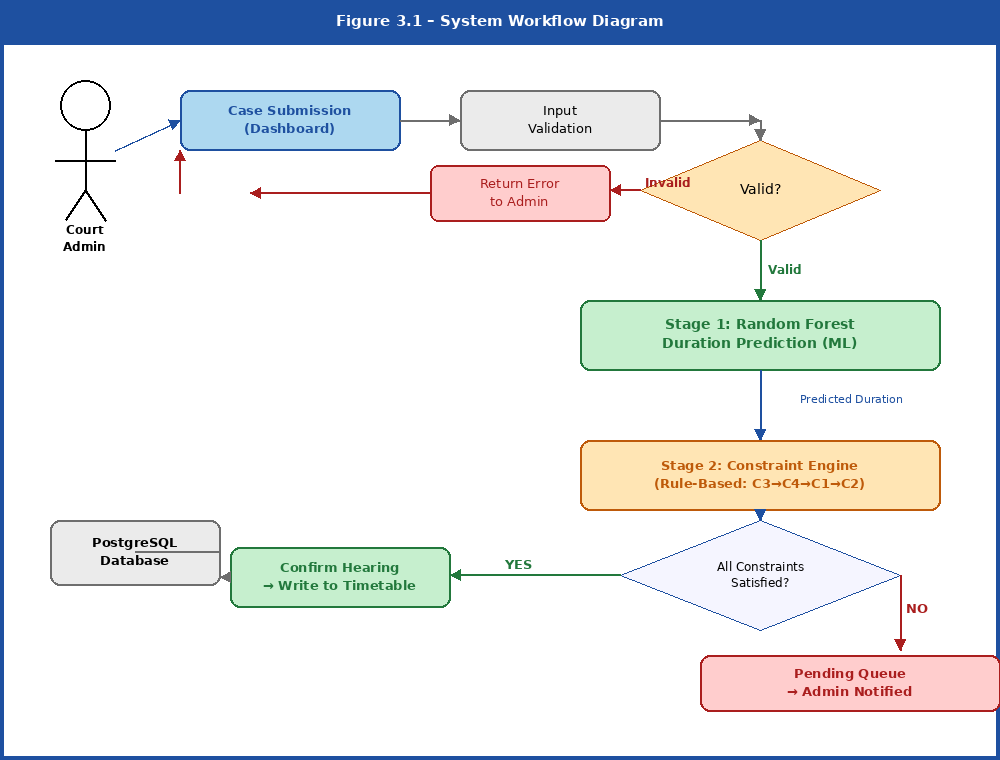 Figure 3.1 – System Workflow Diagram
Case Submission
(Dashboard)
Input
Validation
Return Error
to Admin
Invalid
Valid?
Court
Admin
Valid
Stage 1: Random Forest
Duration Prediction (ML)
Predicted Duration
Stage 2: Constraint Engine
(Rule-Based: C3→C4→C1→C2)
PostgreSQL
Database
Confirm Hearing
→ Write to Timetable
YES
All Constraints
Satisfied?
NO
Pending Queue
→ Admin Notified